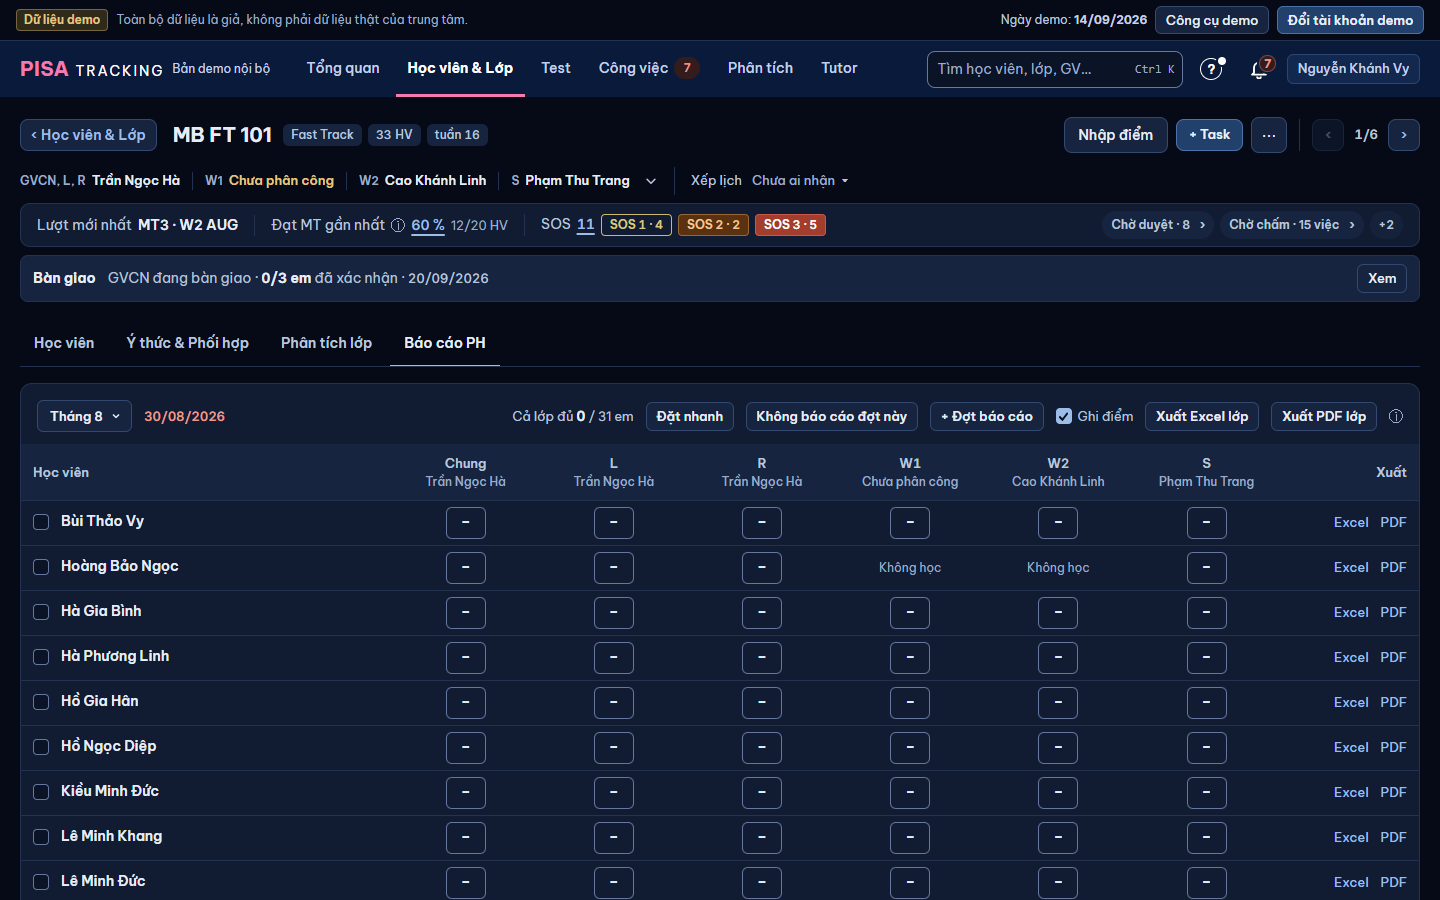 Dữ liệu demo Toàn bộ dữ liệu là giả, không phải dữ liệu thật của trung tâm. Ngày demo: 14/09/2026 Công cụ demo Đổi tài khoản demo
PISA TRACKING Bản demo nội bộ Tổng quan Học viên & Lớp Test Công việc 7 Phân tích Tutor Tìm học viên, lớp, GV... Ctrl K ? 7 Nguyễn Khánh Vy
‹ Học viên & Lớp MB FT 101 Fast Track 33 HV tuần 16 Nhập điểm + Task ... ‹ 1/6 ›
GVCN, L, R Trần Ngọc Hà W1 Chưa phân công W2 Cao Khánh Linh S Phạm Thu Trang Xếp lịch Chưa ai nhận
Lượt mới nhất MT3 · W2 AUG Đạt MT gần nhất 60 % 12/20 HV SOS 11 SOS 1 · 4 SOS 2 · 2 SOS 3 · 5 Chờ duyệt · 8 › Chờ chấm · 15 việc › +2
Bàn giao GVCN đang bàn giao · 0/3 em đã xác nhận · 20/09/2026 Xem
Học viên Ý thức & Phối hợp Phân tích lớp Báo cáo PH
Tháng 8 30/08/2026 Cả lớp đủ 0 / 31 em Đặt nhanh Không báo cáo đợt này + Đợt báo cáo Ghi điểm Xuất Excel lớp Xuất PDF lớp
Học viên Chung L R W1 W2 S Xuất
Trần Ngọc Hà Trần Ngọc Hà Trần Ngọc Hà Chưa phân công Cao Khánh Linh Phạm Thu Trang
Bùi Thảo Vy – – – – – – Excel PDF
Hoàng Bảo Ngọc – – – Không học Không học – Excel PDF
Hà Gia Bình – – – – – – Excel PDF
Hà Phương Linh – – – – – – Excel PDF
Hồ Gia Hân – – – – – – Excel PDF
Hồ Ngọc Diệp – – – – – – Excel PDF
Kiều Minh Đức – – – – – – Excel PDF
Lê Minh Khang – – – – – – Excel PDF
Lê Minh Đức – – – – – – Excel PDF